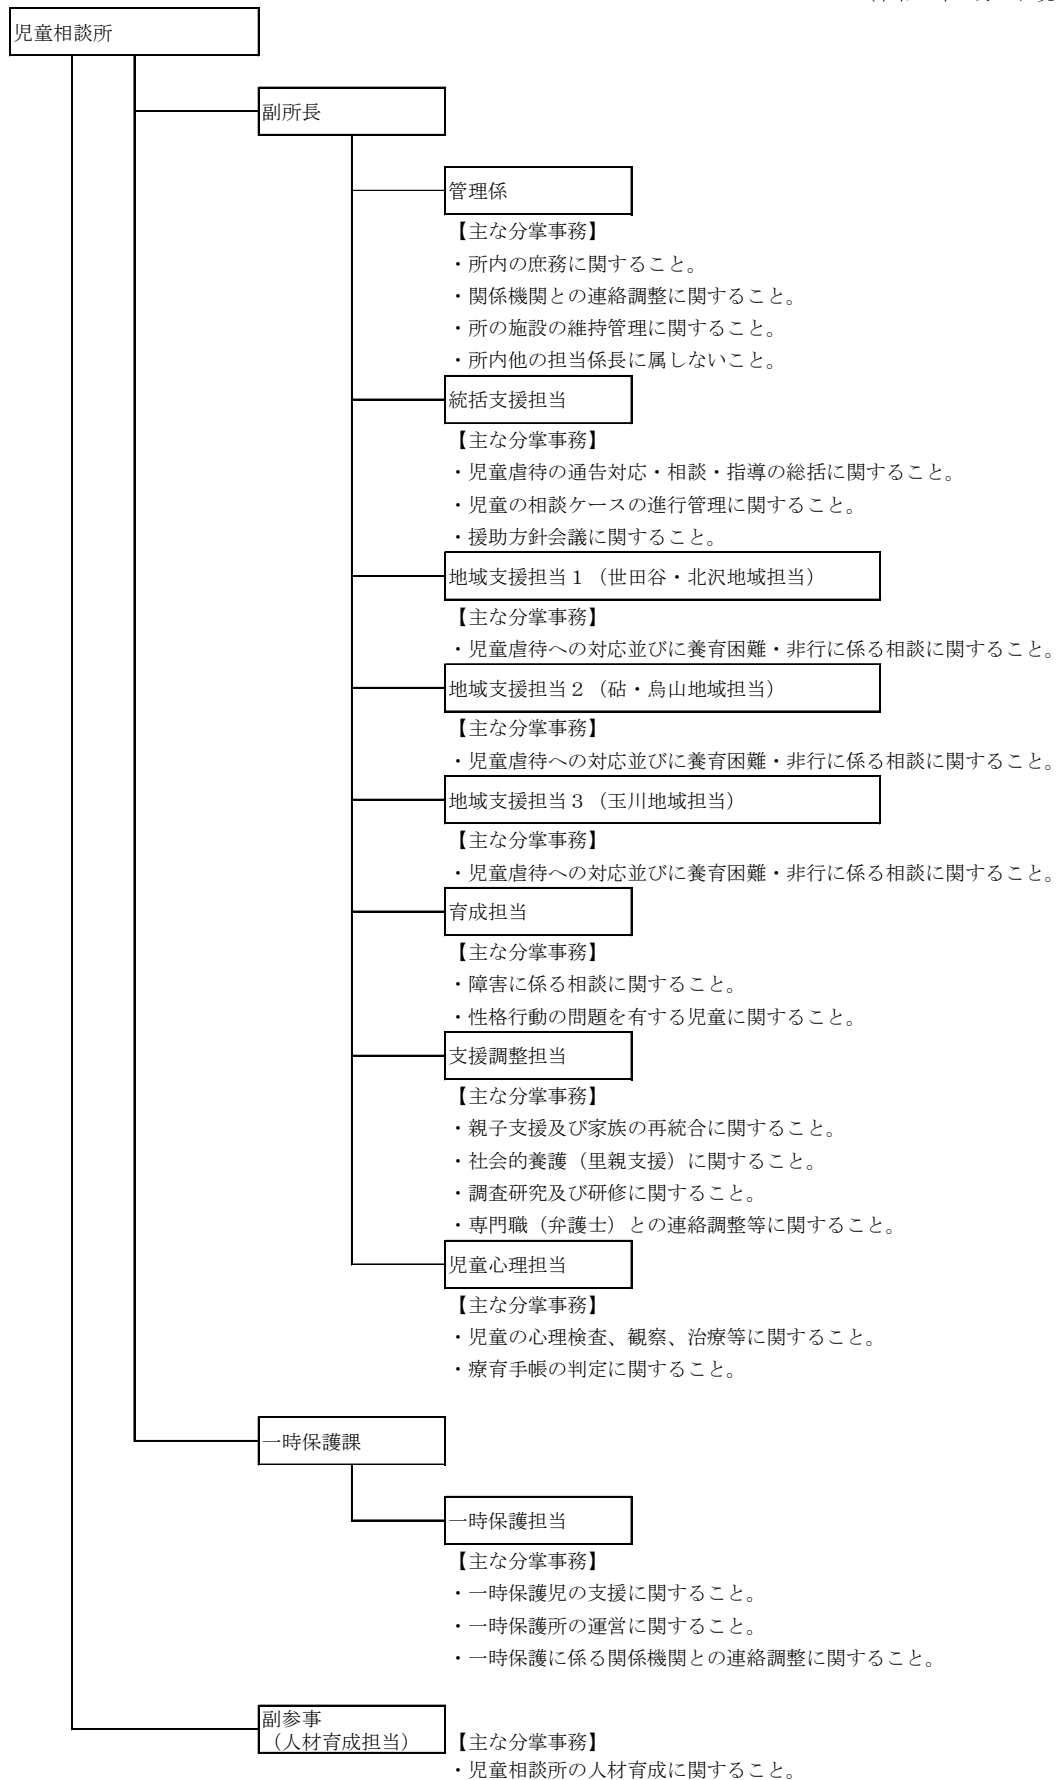 児童相談所
副所長
管理係
【主な分掌事務】
・所内の庶務に関すること。
・関係機関との連絡調整に関すること。
・所の施設の維持管理に関すること。
・所内他の担当係長に属しないこと。
統括支援担当
【主な分掌事務】
・児童虐待の通告対応・相談・指導の総括に関すること。
・児童の相談ケースの進行管理に関すること。
・援助方針会議に関すること。
地域支援担当１（世田谷・北沢地域担当）
【主な分掌事務】
・児童虐待への対応並びに養育困難・非行に係る相談に関すること。
地域支援担当２（砧・烏山地域担当）
【主な分掌事務】
・児童虐待への対応並びに養育困難・非行に係る相談に関すること。
地域支援担当３（玉川地域担当）
【主な分掌事務】
・児童虐待への対応並びに養育困難・非行に係る相談に関すること。
育成担当
【主な分掌事務】
・障害に係る相談に関すること。
・性格行動の問題を有する児童に関すること。
支援調整担当
【主な分掌事務】
・親子支援及び家族の再統合に関すること。
・社会的養護（里親支援）に関すること。
・調査研究及び研修に関すること。
・専門職（弁護士）との連絡調整等に関すること。
児童心理担当
【主な分掌事務】
・児童の心理検査、観察、治療等に関すること。
・療育手帳の判定に関すること。
一時保護課
一時保護担当
【主な分掌事務】
・一時保護児の支援に関すること。
・一時保護所の運営に関すること。
・一時保護に係る関係機関との連絡調整に関すること。
副参事
（人材育成担当）
【主な分掌事務】
・児童相談所の人材育成に関すること。